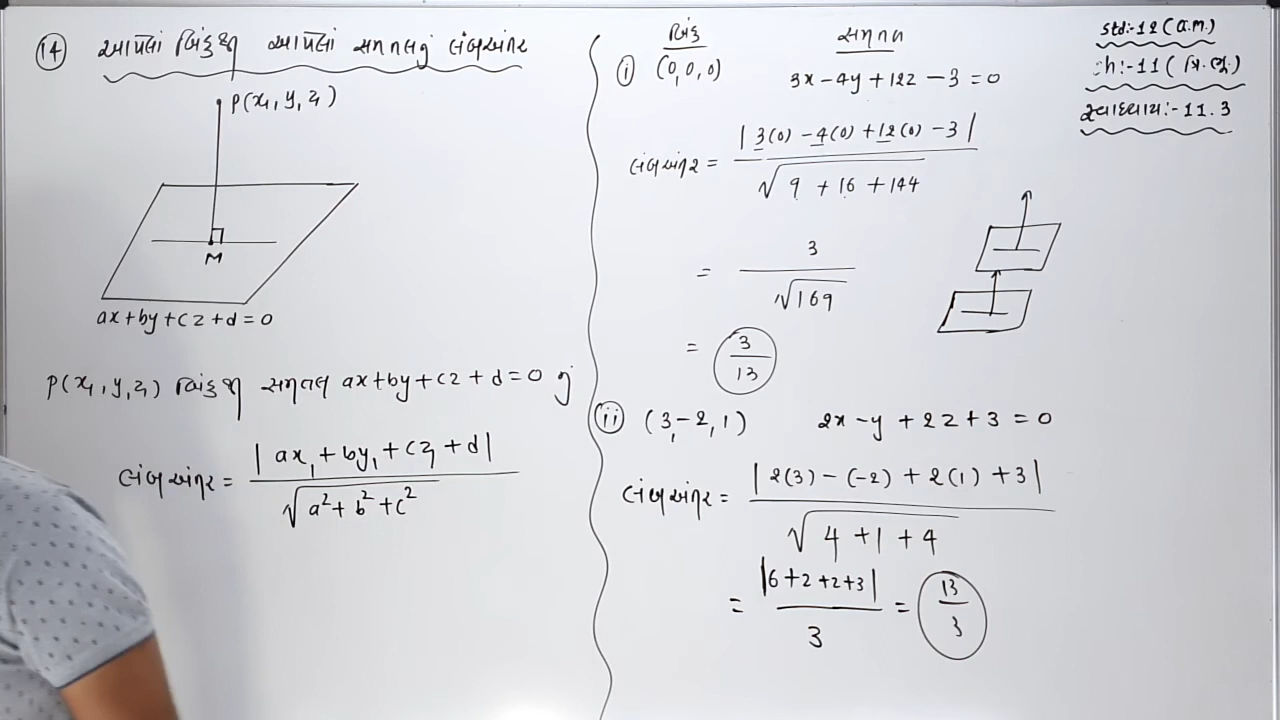 14 આપેલા બિંદુથી આપેલા સમતલનું લંબઅંતર
P(x₁, y₁, z₁)
M
ax+by+cz+d=0
P(x₁, y₁, z₁) બિંદુથી સમતલ ax+by+cz+d=0 નું
લંબઅંતર = |ax₁+by₁+cz₁+d| / √a²+b²+c²
બિંદુ સમતલ
i (0,0,0) 3x-4y+12z-3=0
લંબઅંતર = |3(0)-4(0)+12(0)-3| / √9+16+144
= 3 / √169
= 3/13
ii (3,-2,1) 2x-y+2z+3=0
લંબઅંતર = |2(3)-(-2)+2(1)+3| / √4+1+4
= |6+2+2+3| / 3 = 13/3
Std:-12(G.M.)
Ch:-11(ત્રિ.ભૂ.)
સ્વાધ્યાય:-11.3